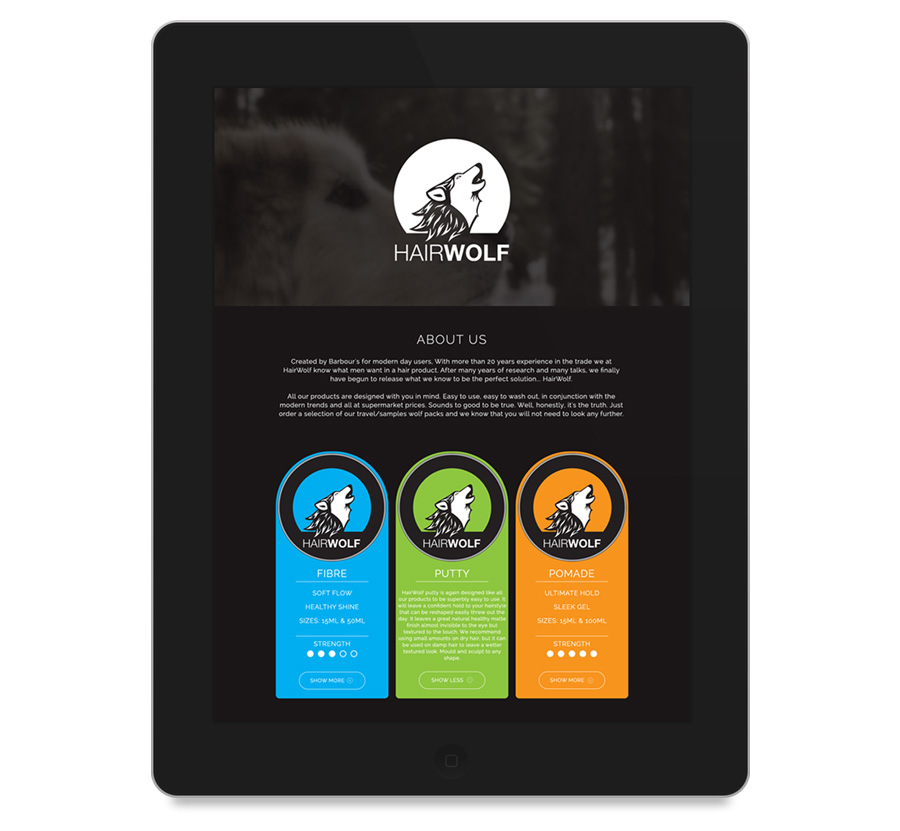 HAIRWOLF
ABOUT US
Created by Barbour's for modern day users, With more than 20 years experience in the trade we at
HairWolf know what men want in a hair product. After many years of research and many talks, we finally
have begun to release what we know to be the perfect solution... HairWolf.
All our products are designed with you in mind. Easy to use, easy to wash out, in conjunction with the
modern trends and all at supermarket prices. Sounds to good to be true. Well, honestly, it's the truth. Just
order a selection of our travel/samples wolf packs and we know that you will not need to look any further.
HAIRWOLF
FIBRE
SOFT FLOW
HEALTHY SHINE
SIZES: 15ML & 50ML
STRENGTH
SHOW MORE
HAIRWOLF
PUTTY
HairWolf putty is again designed like all
our products to be superbly easy to use. It
will leave a confident hold to your hairstyle
that can be reshaped easily threw out the
day. It leaves a great natural healthy matte
finish almost invisible to the eye but
textured to the touch. We recommend
using small amounts on dry hair, but it can
be used on damp hair to leave a wetter
textured look. Mould and sculpt to any
shape.
SHOW LESS
HAIRWOLF
POMADE
ULTIMATE HOLD
SLEEK GEL
SIZES: 15ML & 100ML
STRENGTH
SHOW MORE